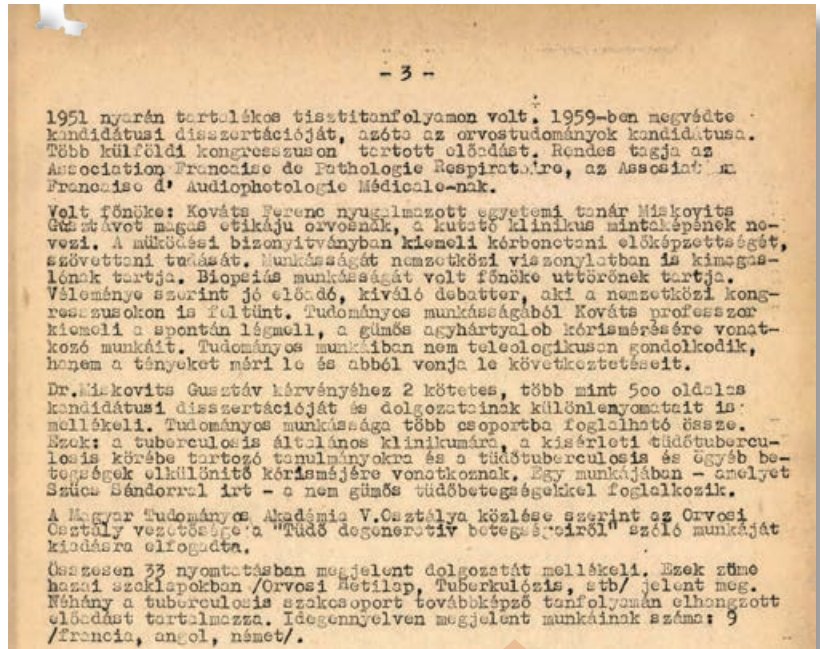 - 3 -
1951 nyarán tartalékos tisztitanfolyamon volt. 1959-ben megvédte
kandidátusi disszertációját, azóta az orvostudományok kandidátusa.
Több külföldi kongresszuson tartott előadást. Rendes tagja az
Association Francaise de Pathologie Respiratoire, az
Francaise d' Audiophotologie Médicale-nak.
Volt főnöke: Kováts Ferenc nyugalmazott egyetemi tanár Miskovits
Gusztávot magas etikáju orvosnak, a kutató klinikus mintaképének ne-
vezi. A működési bizonyitványban kiemeli kórbonctani előképzettségét,
szövettani tudását. Munkásságát nemzetközi viszonylatban is kimagas-
lónak tartja. Biopsiás munkásságát volt főnöke uttörőnek tartja.
Véleménye szerint jó előadó, kiváló debatter, aki a nemzetközi kong-
resszusokon is feltünt. Tudományos munkásságából Kováts professzor
kiemeli a spontán légmell, a gümős agyhártyalob kórismérésére vonat-
kozó munkáit. Tudományos munkáiban nem teleologikusan gondolkodik,
hanem a tényeket méri le és abból vonja le következtetéseit.
Dr.Miskovits Gusztáv kérvényéhez 2 kötetes, több mint 5oo oldalas
kandidátusi disszertációját és dolgozatainak különlenyomatait is
mellékeli. Tudományos munkássága több csoportba foglalható össze.
Ezek: a tuberculosis általános klinikumára, a kisérleti tüdőtubercu-
losis körébe tartozó tanulmányokra és a tüdőtuberculosis és egyéb be-
tegségek elkülönitő kórisméjére vonatkoznak. Egy munkájában - amelyet
Szücs Sándorral irt - a nem gümős tüdőbetegségekkel foglalkozik.
A Magyar Tudományos Akadémia V.Osztálya közlése szerint az Orvosi
Osztály vezetősége a "Tüdő degenerativ betegségeiről" szóló munkáját
kiadásra elfogadta.
Összesen 33 nyomtatásban megjelent dolgozatát mellékeli. Ezek zöme
hazai szaklapokban /Orvosi Hetilap, Tuberkulózis, stb/ jelent meg.
Néhány a tuberculosis szakcsoport továbbképző tanfolyamán elhangzott
előadást tartalmazza. Idegennyelven megjelent munkáinak száma: 9
/francia, angol, német/.